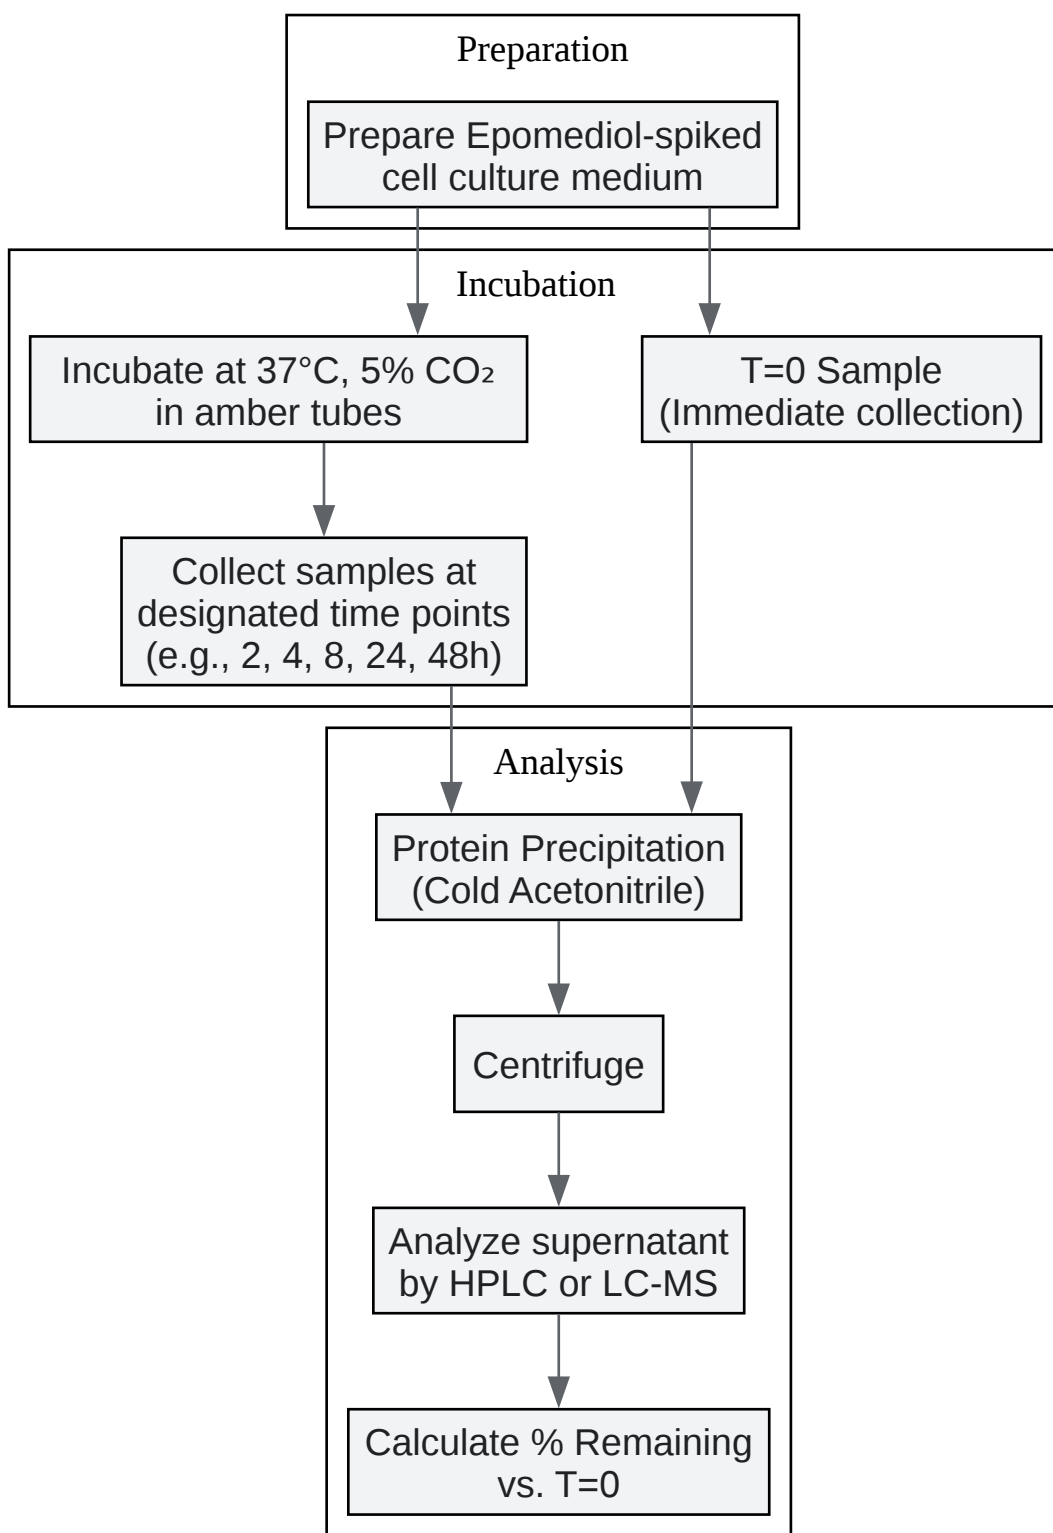 Preparation
Prepare Epomediol-spiked
cell culture medium
Incubation
Incubate at 37°C, 5% CO₂
in amber tubes
T=0 Sample
(Immediate collection)
Collect samples at
designated time points
(e.g., 2, 4, 8, 24, 48h)
Analysis
Protein Precipitation
(Cold Acetonitrile)
Centrifuge
Analyze supernatant
by HPLC or LC-MS
Calculate % Remaining
vs. T=0